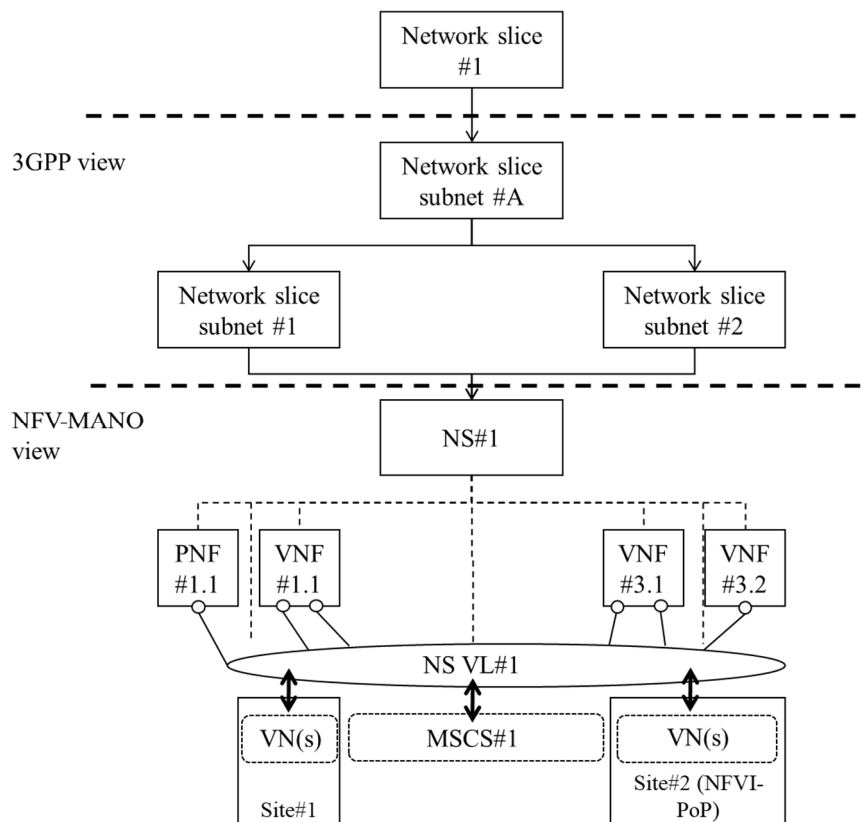 Network slice
#1
3GPP view
Network slice
subnet #A
Network slice
subnet #1
Network slice
subnet #2
NFV-MANO
view
NS#1
PNF
#1.1
VNF
#1.1
VNF
#3.1
VNF
#3.2
NS VL#1
VN(s)
MSCS#1
VN(s)
Site#1
Site#2 (NFVI-
PoP)